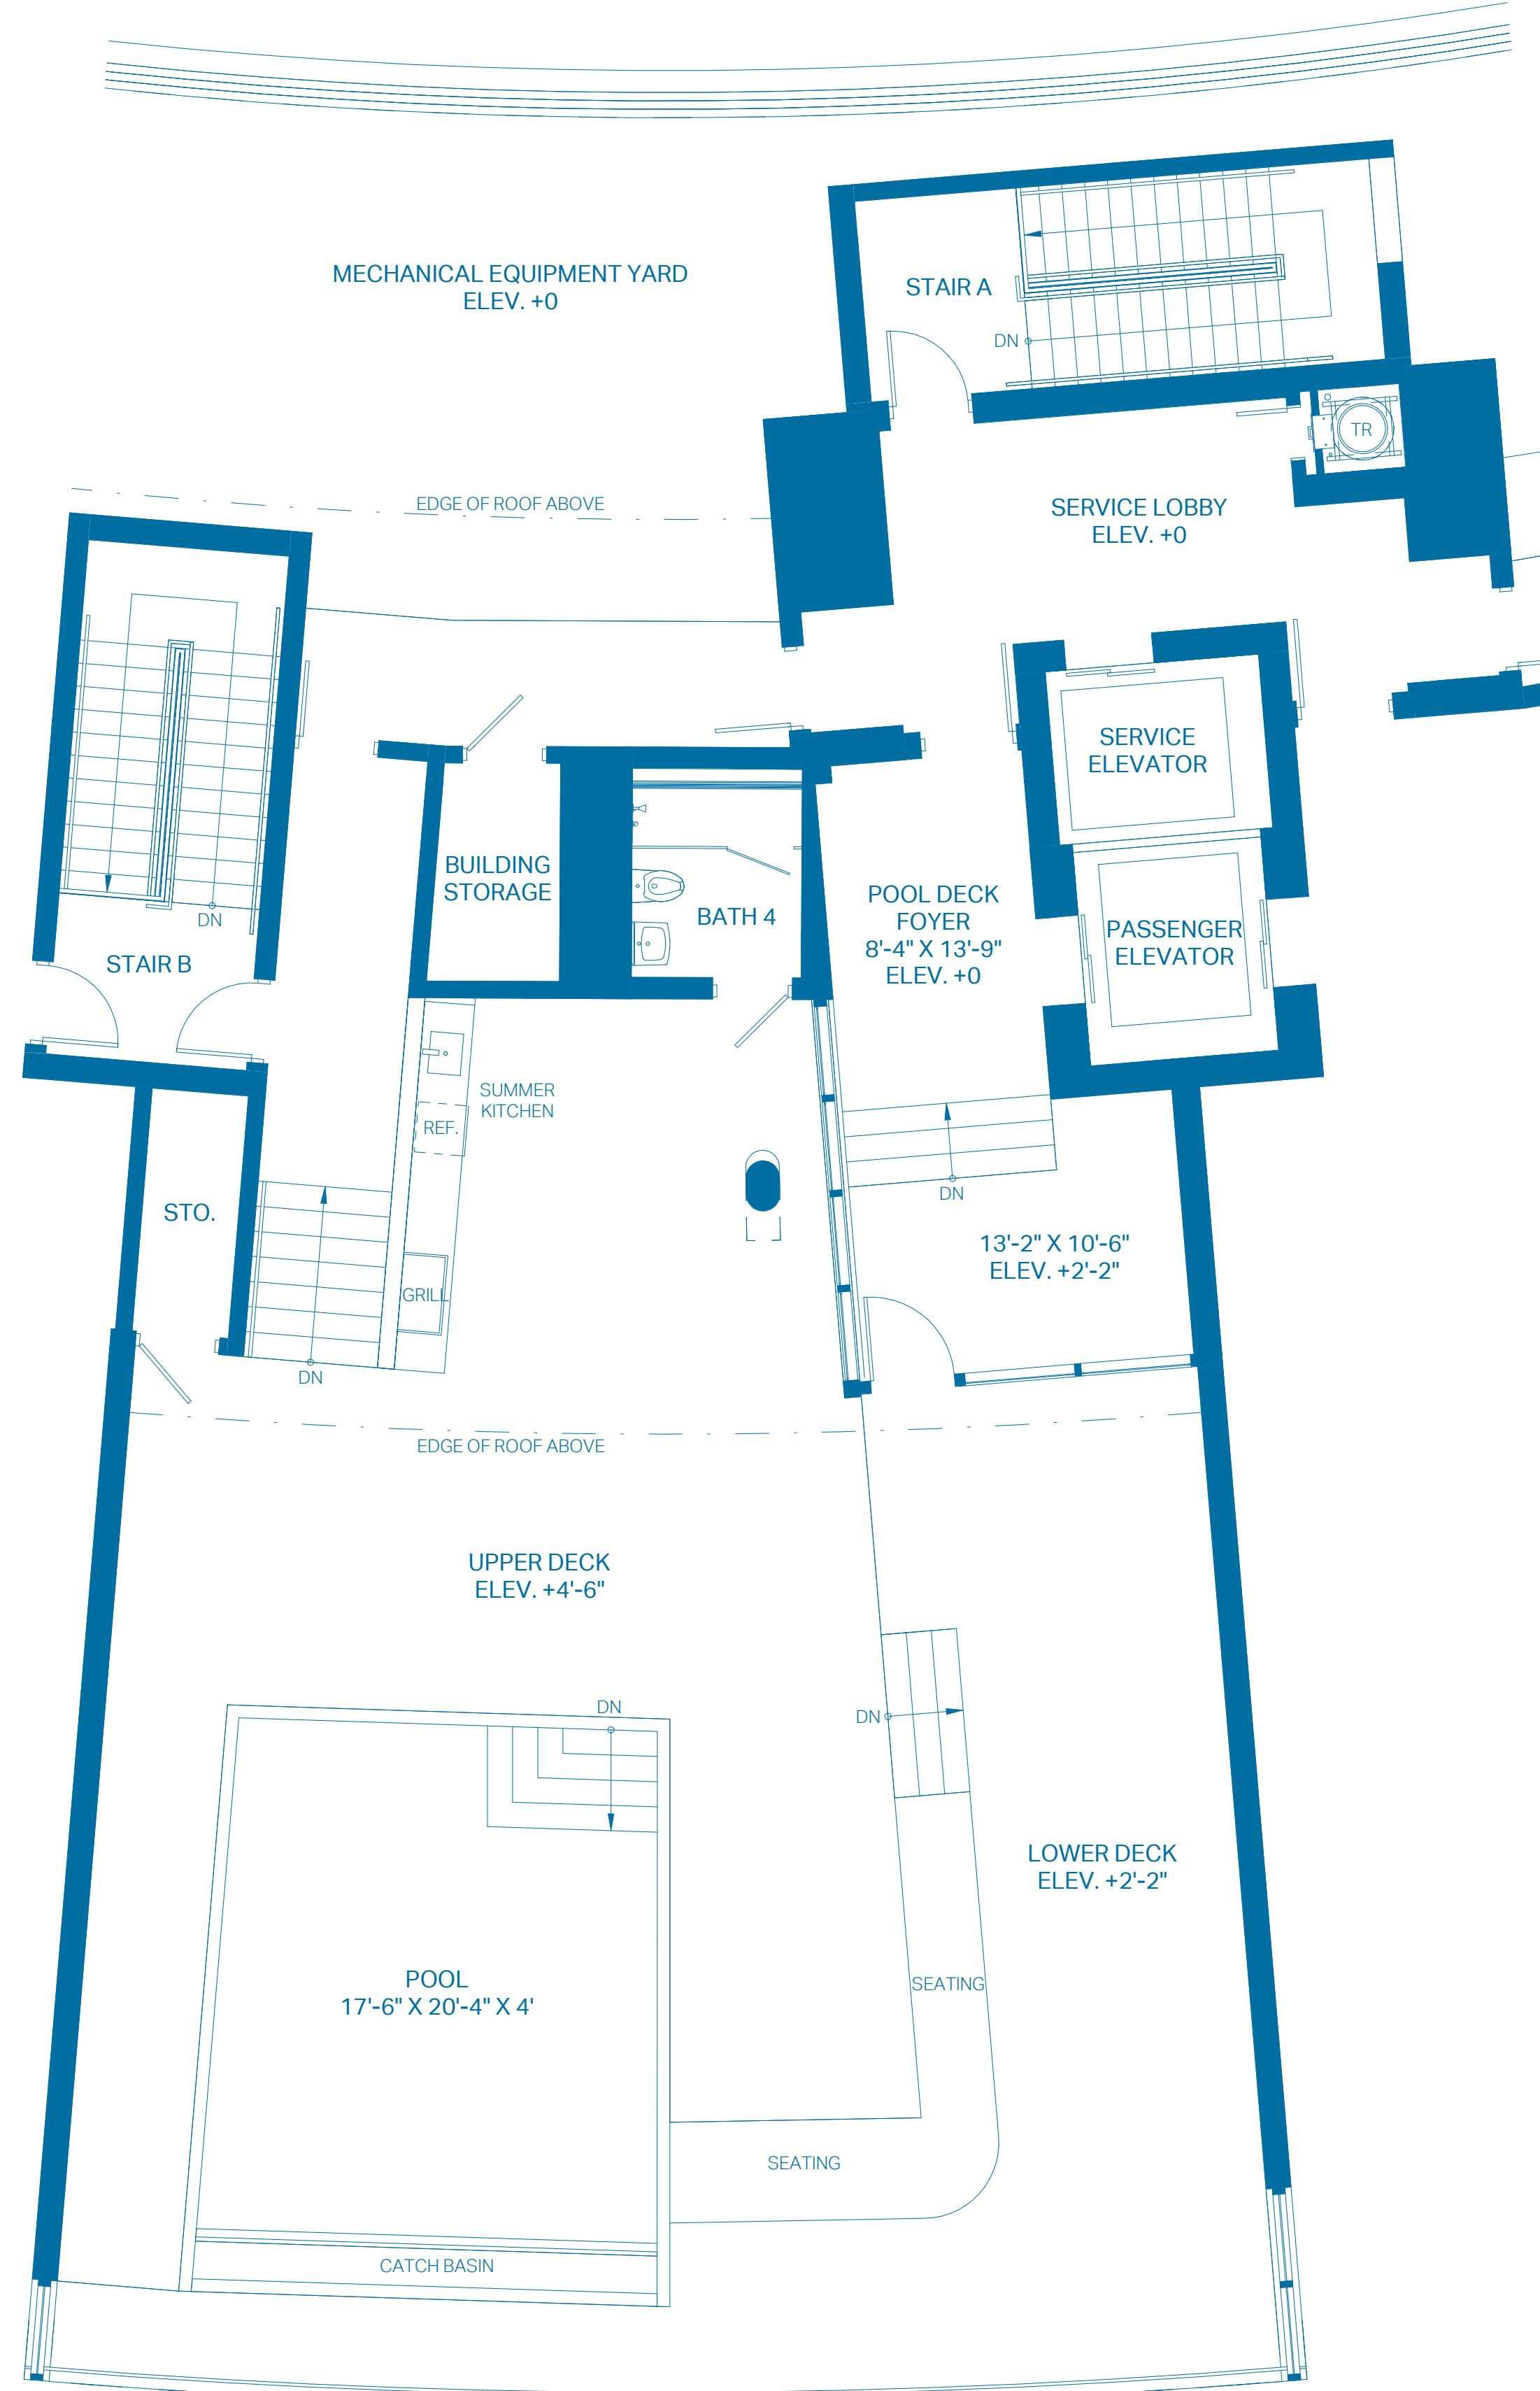 MECHANICAL EQUIPMENT YARD
ELEV. +0
STAIR A
DN
TR
EDGE OF ROOF ABOVE
SERVICE LOBBY
ELEV. +0
SERVICE
ELEVATOR
BUILDING
STORAGE
BATH 4
POOL DECK
FOYER
8'-4" X 13'-9"
ELEV. +0
PASSENGER
ELEVATOR
DN
STAIR B
SUMMER
KITCHEN
REF.
STO.
DN
13'-2" X 10'-6"
ELEV. +2'-2"
GRILL
DN
EDGE OF ROOF ABOVE
UPPER DECK
ELEV. +4'-6"
DN
DN
LOWER DECK
ELEV. +2'-2"
POOL
17'-6" X 20'-4" X 4'
SEATING
SEATING
CATCH BASIN